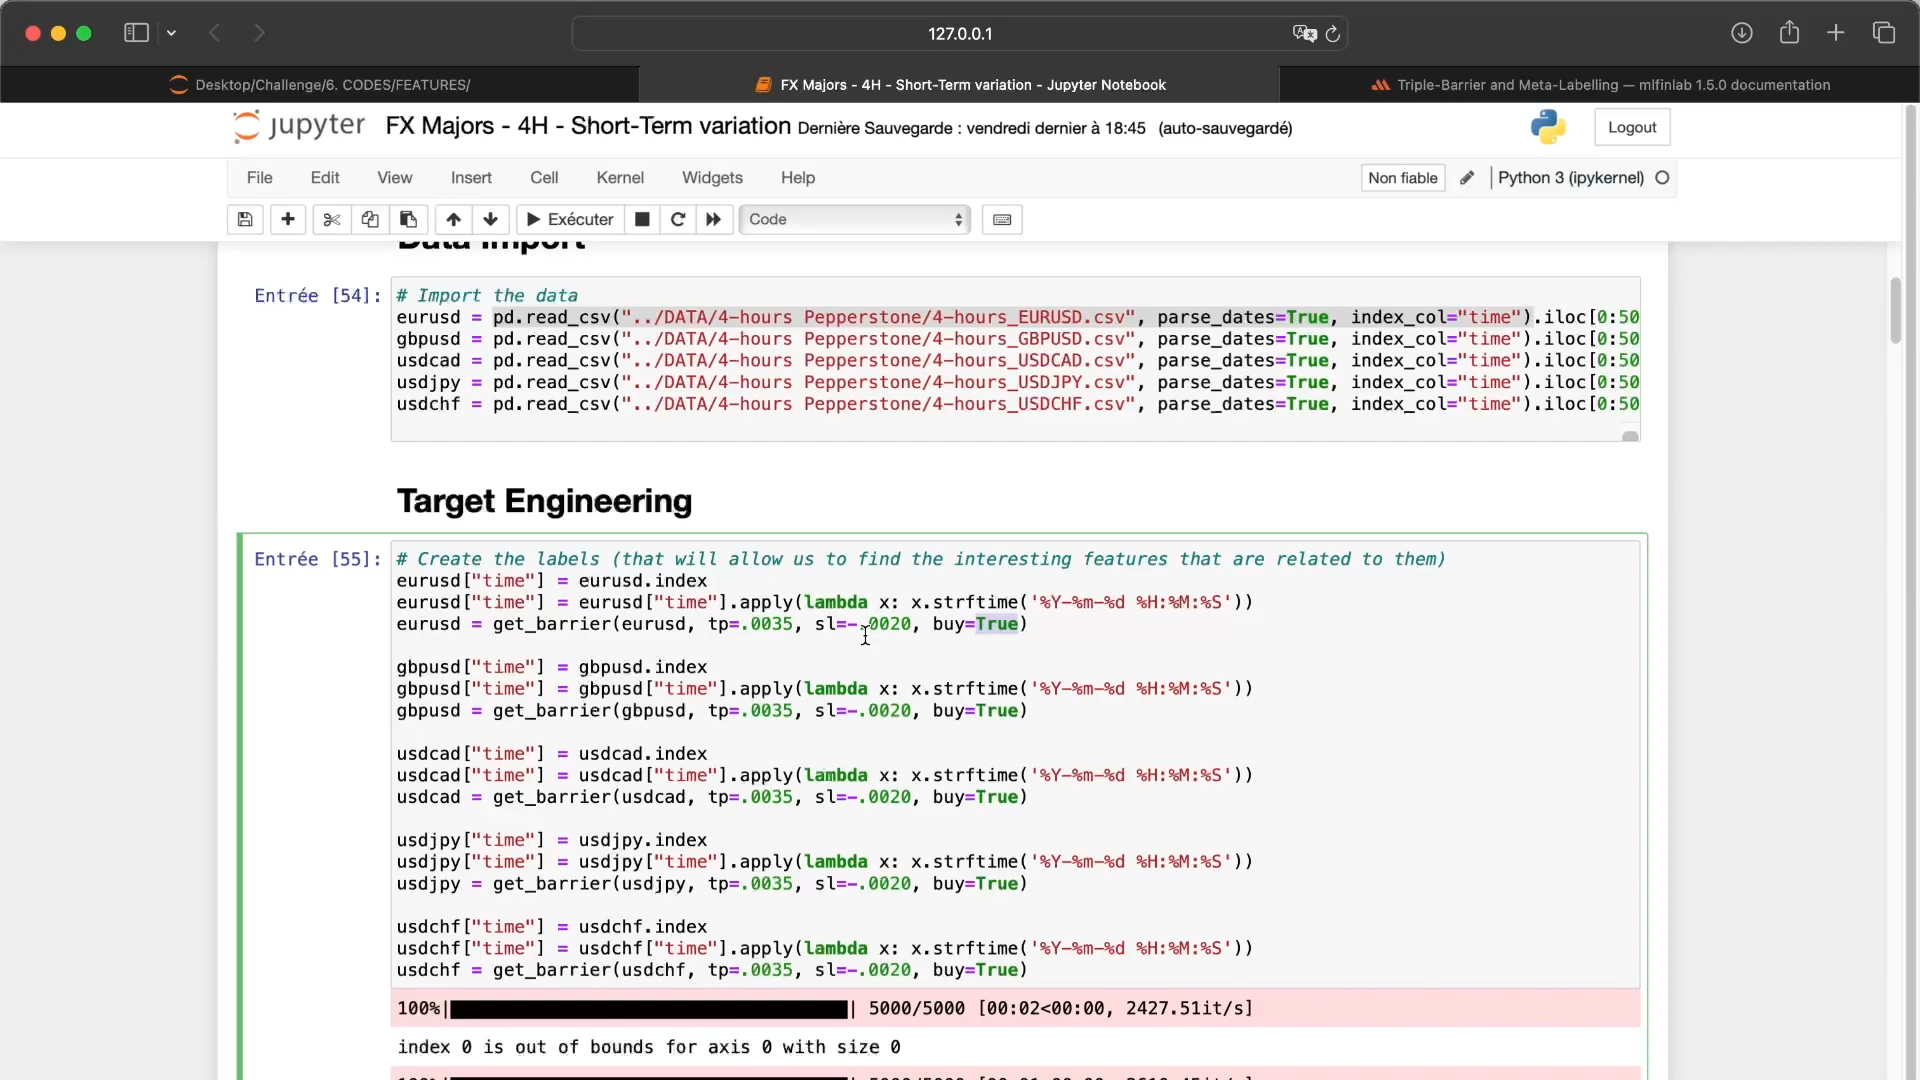 127.0.0.1
Desktop/Challenge/6. CODES/FEATURES/
FX Majors - 4H - Short-Term variation - Jupyter Notebook
Triple-Barrier and Meta-Labelling — mlfinlab 1.5.0 documentation
jupyter FX Majors - 4H - Short-Term variation Dernière Sauvegarde : vendredi dernier à 18:45 (auto-sauvegardé)
Logout
File Edit View Insert Cell Kernel Widgets Help
Non fiable
Python 3 (ipykernel)
Exécuter
Code
Data Import
Entrée [54]:
# Import the data
eurusd = pd.read_csv("../DATA/4-hours Pepperstone/4-hours_EURUSD.csv", parse_dates=True, index_col="time").iloc[0:50
gbpusd = pd.read_csv("../DATA/4-hours Pepperstone/4-hours_GBPUSD.csv", parse_dates=True, index_col="time").iloc[0:50
usdcad = pd.read_csv("../DATA/4-hours Pepperstone/4-hours_USDCAD.csv", parse_dates=True, index_col="time").iloc[0:50
usdjpy = pd.read_csv("../DATA/4-hours Pepperstone/4-hours_USDJPY.csv", parse_dates=True, index_col="time").iloc[0:50
usdchf = pd.read_csv("../DATA/4-hours Pepperstone/4-hours_USDCHF.csv", parse_dates=True, index_col="time").iloc[0:50
Target Engineering
Entrée [55]:
# Create the labels (that will allow us to find the interesting features that are related to them)
eurusd["time"] = eurusd.index
eurusd["time"] = eurusd["time"].apply(lambda x: x.strftime('%Y-%m-%d %H:%M:%S'))
eurusd = get_barrier(eurusd, tp=.0035, sl=-.0020, buy=True)
gbpusd["time"] = gbpusd.index
gbpusd["time"] = gbpusd["time"].apply(lambda x: x.strftime('%Y-%m-%d %H:%M:%S'))
gbpusd = get_barrier(gbpusd, tp=.0035, sl=-.0020, buy=True)
usdcad["time"] = usdcad.index
usdcad["time"] = usdcad["time"].apply(lambda x: x.strftime('%Y-%m-%d %H:%M:%S'))
usdcad = get_barrier(usdcad, tp=.0035, sl=-.0020, buy=True)
usdjpy["time"] = usdjpy.index
usdjpy["time"] = usdjpy["time"].apply(lambda x: x.strftime('%Y-%m-%d %H:%M:%S'))
usdjpy = get_barrier(usdjpy, tp=.0035, sl=-.0020, buy=True)
usdchf["time"] = usdchf.index
usdchf["time"] = usdchf["time"].apply(lambda x: x.strftime('%Y-%m-%d %H:%M:%S'))
usdchf = get_barrier(usdchf, tp=.0035, sl=-.0020, buy=True)
100%| | 5000/5000 [00:02<00:00, 2427.51it/s]
index 0 is out of bounds for axis 0 with size 0